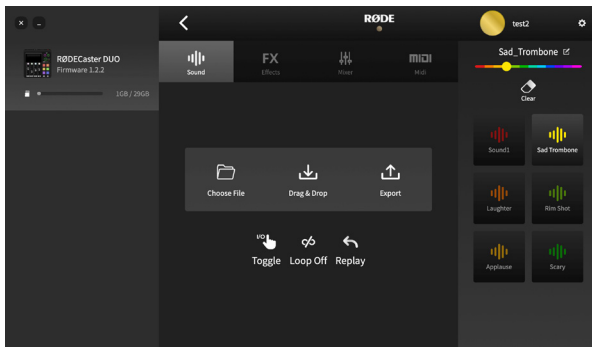 RØDECaster DUO
Firmware 1.2.2
1GB / 29GB
RØDE
test2
Sound
FX
Effects
Mixer
MIDI
Midi
Sad_Trombone
Clear
Choose File
Drag & Drop
Export
I/O
Toggle
Loop Off
Replay
Sound1
Sad Trombone
Laughter
Rim Shot
Applause
Scary